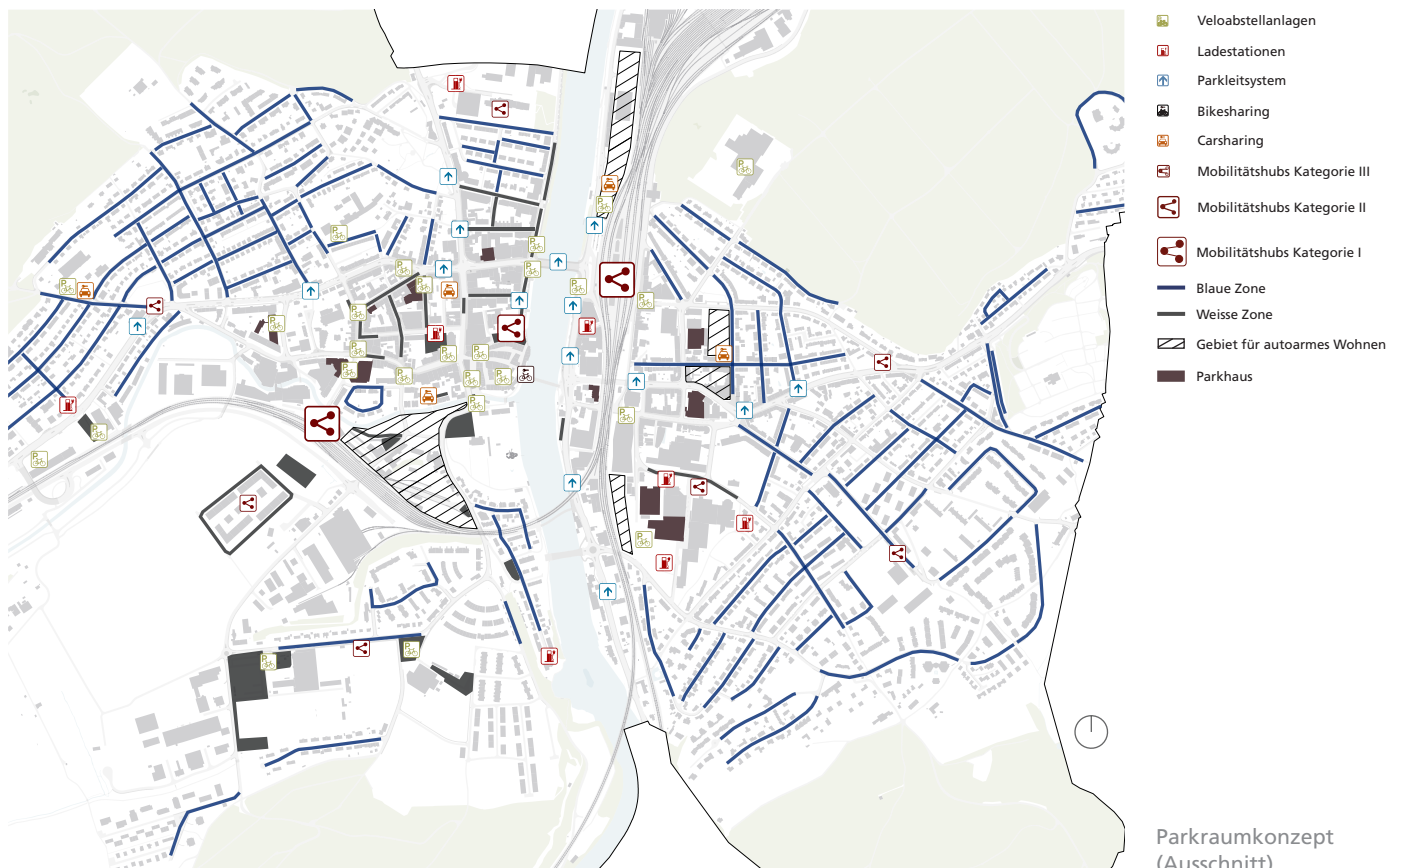 Veloabstellanlagen
Ladestationen
Parkleitsystem
Bikesharing
Carsharing
Mobilitätshubs Kategorie III
Mobilitätshubs Kategorie II
Mobilitätshubs Kategorie I
Blaue Zone
Weisse Zone
Gebiet für autoarmes Wohnen
Parkhaus
Parkraumkonzept
(Ausschnitt)